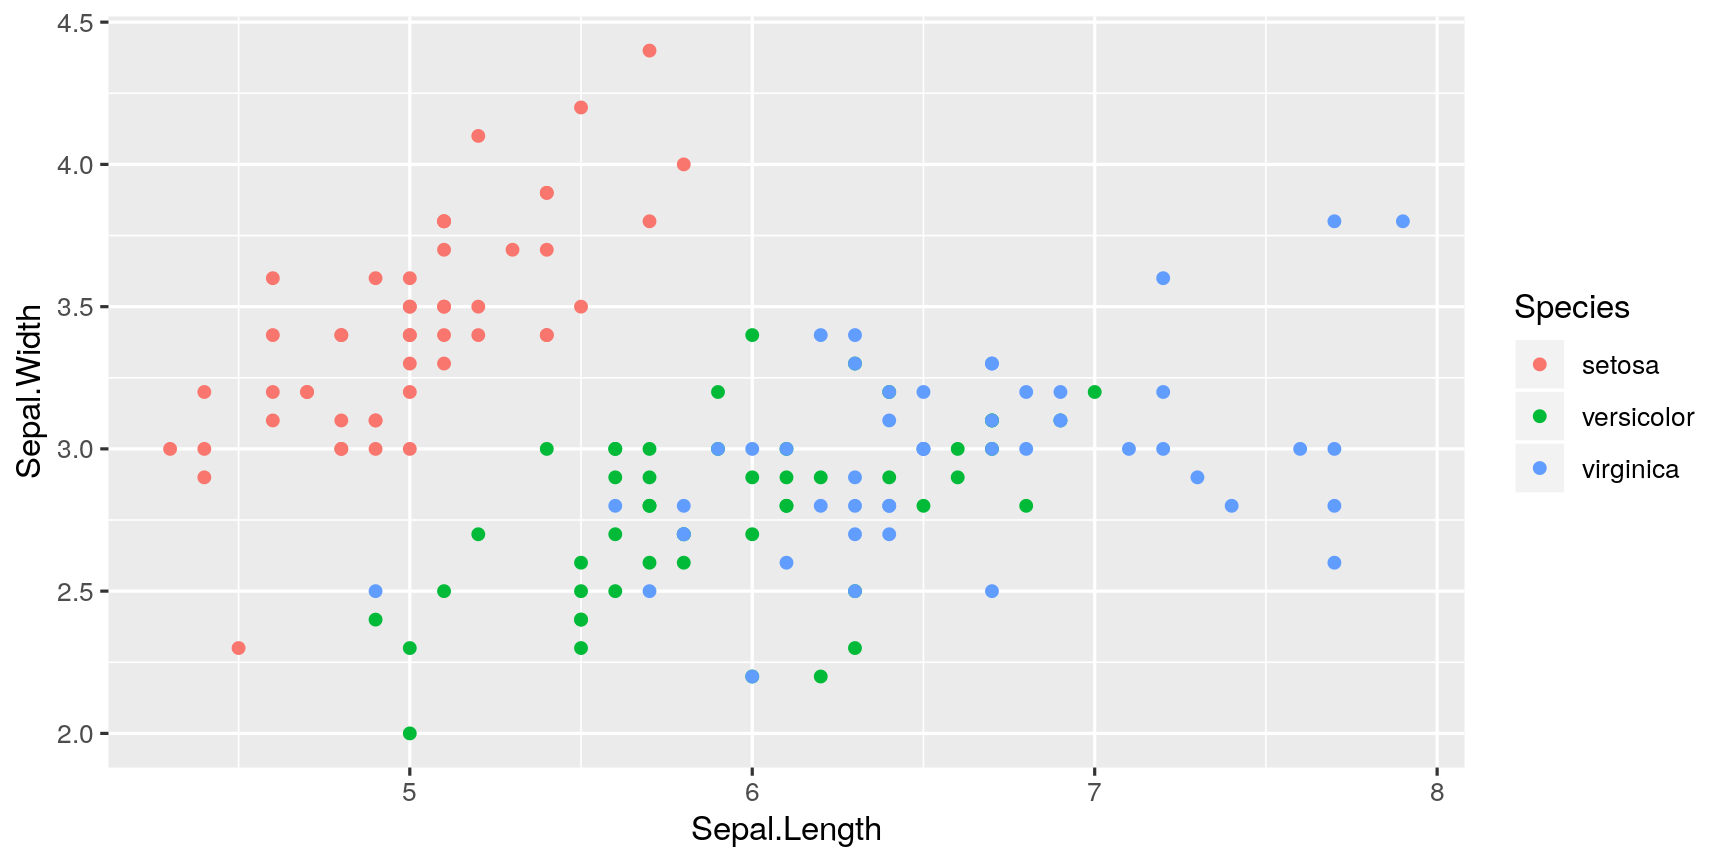 4.5
4.0
3.5
3.0
2.5
2.0
Sepal.Width
5 6 7 8
Sepal.Length
Species
setosa
versicolor
virginica